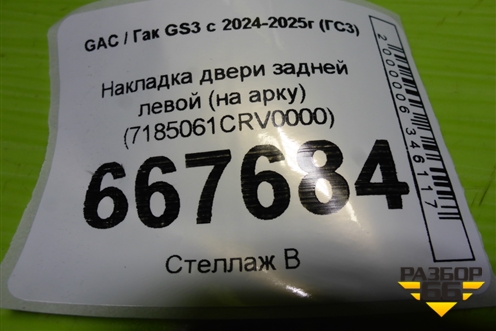 GAC / Гак GS3 с 2024-2025г (ГС3)
Накладка двери задней
левой (на арку)
(7185061CRV0000)
667684
Стеллаж B
2000006346117
РАЗБОР
66